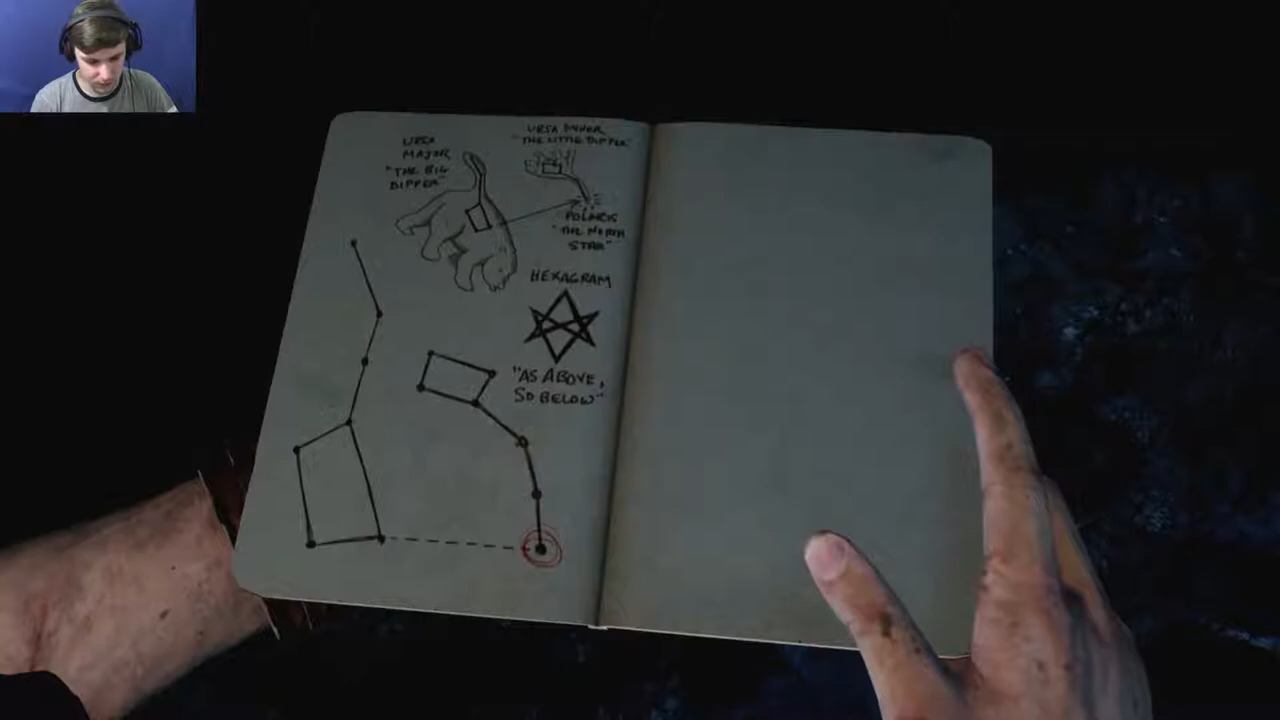 URSA
MAJOR
"THE BIG
DIPPER"
URSA MINOR
"THE LITTLE DIPPER"
POLARIS
"THE NORTH
STAR"
HEXAGRAM
"AS ABOVE,
SO BELOW"